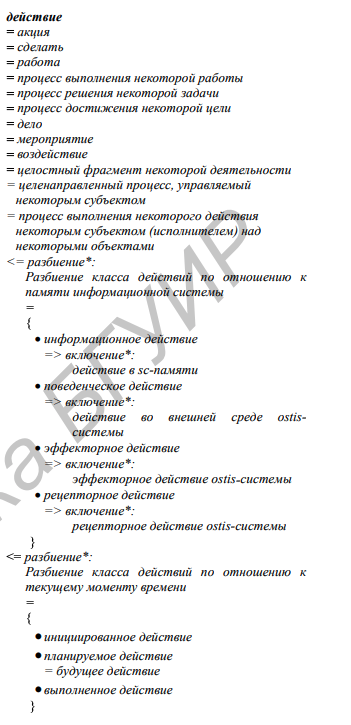 действие
= акция
= сделать
= работа
= процесс выполнения некоторой работы
= процесс решения некоторой задачи
= процесс достижения некоторой цели
= дело
= мероприятие
= воздействие
= целостный фрагмент некоторой деятельности
= целенаправленный процесс, управляемый
некоторым субъектом
= процесс выполнения некоторого действия
некоторым субъектом (исполнителем) над
некоторыми объектами
<= разбиение*:
Разбиение класса действий по отношению к
памяти информационной системы
=
{
• информационное действие
=> включение*:
действие в sc-памяти
• поведенческое действие
=> включение*:
действие во внешней среде ostis-
системы
• эффекторное действие
=> включение*:
эффекторное действие ostis-системы
• рецепторное действие
=> включение*:
рецепторное действие ostis-системы
}
<= разбиение*:
Разбиение класса действий по отношению к
текущему моменту времени
=
{
• инициированное действие
• планируемое действие
= будущее действие
• выполненное действие
}
ка БГУИР